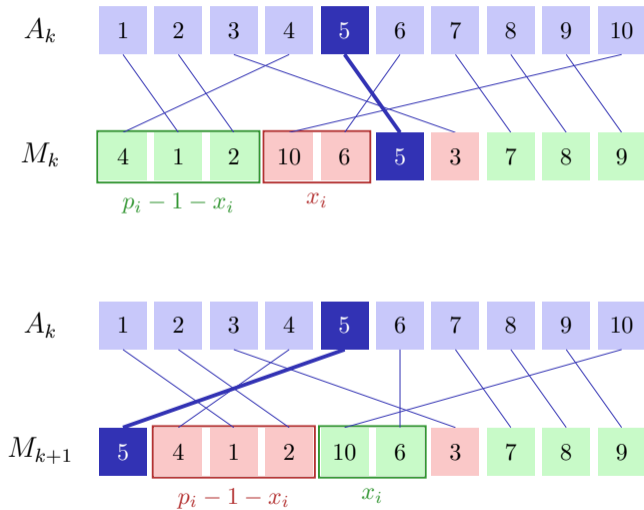 A_k 1 2 3 4 5 6 7 8 9 10
M_k 4 1 2 10 6 5 3 7 8 9
p_i − 1 − x_i x_i
A_k 1 2 3 4 5 6 7 8 9 10
M_{k+1} 5 4 1 2 10 6 3 7 8 9
p_i − 1 − x_i x_i